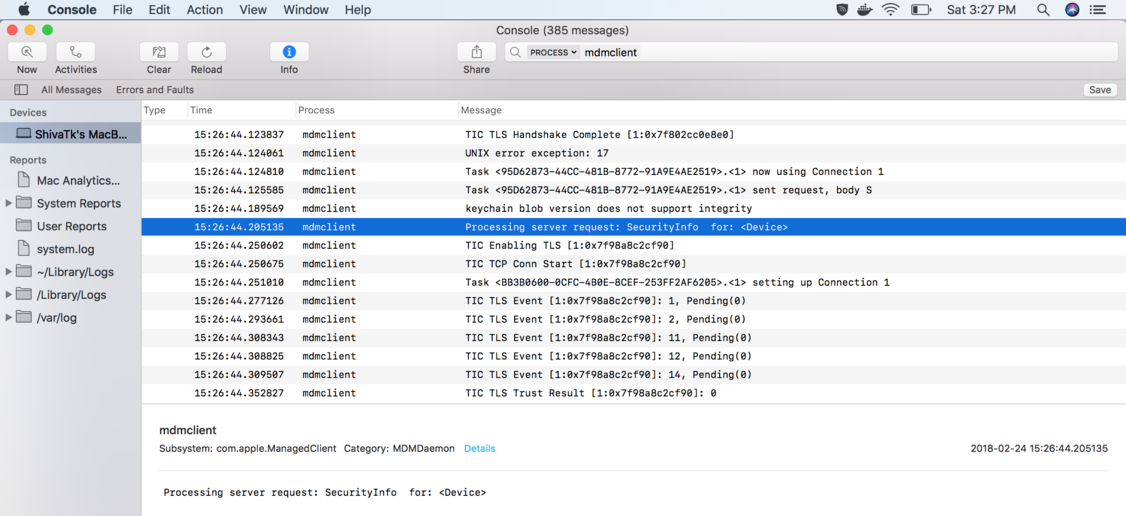 Console File Edit Action View Window Help Sat 3:27 PM
Console (385 messages)
PROCESS mdmclient
Now Activities Clear Reload Info Share
All Messages Errors and Faults Save
Devices
ShivaTk's MacB...
Reports
Mac Analytics...
System Reports
User Reports
system.log
~/Library/Logs
/Library/Logs
/var/log
Type Time Process Message
15:26:44.123837 mdmclient TIC TLS Handshake Complete [1:0x7f802cc0e8e0]
15:26:44.124061 mdmclient UNIX error exception: 17
15:26:44.124810 mdmclient Task <95D62873-44CC-481B-8772-91A9E4AE2519>.<1> now using Connection 1
15:26:44.125585 mdmclient Task <95D62873-44CC-481B-8772-91A9E4AE2519>.<1> sent request, body S
15:26:44.189569 mdmclient keychain blob version does not support integrity
15:26:44.205135 mdmclient Processing server request: SecurityInfo  for: <Device>
15:26:44.250602 mdmclient TIC Enabling TLS [1:0x7f98a8c2cf90]
15:26:44.250675 mdmclient TIC TCP Conn Start [1:0x7f98a8c2cf90]
15:26:44.251010 mdmclient Task <BB3B0600-0CFC-4B0E-8CEF-253FF2AF6205>.<1> setting up Connection 1
15:26:44.277126 mdmclient TIC TLS Event [1:0x7f98a8c2cf90]: 1, Pending(0)
15:26:44.293661 mdmclient TIC TLS Event [1:0x7f98a8c2cf90]: 2, Pending(0)
15:26:44.308343 mdmclient TIC TLS Event [1:0x7f98a8c2cf90]: 11, Pending(0)
15:26:44.308825 mdmclient TIC TLS Event [1:0x7f98a8c2cf90]: 12, Pending(0)
15:26:44.309507 mdmclient TIC TLS Event [1:0x7f98a8c2cf90]: 14, Pending(0)
15:26:44.352827 mdmclient TIC TLS Trust Result [1:0x7f98a8c2cf90]: 0
mdmclient
Subsystem: com.apple.ManagedClient Category: MDMDaemon Details 2018-02-24 15:26:44.205135
Processing server request: SecurityInfo  for: <Device>